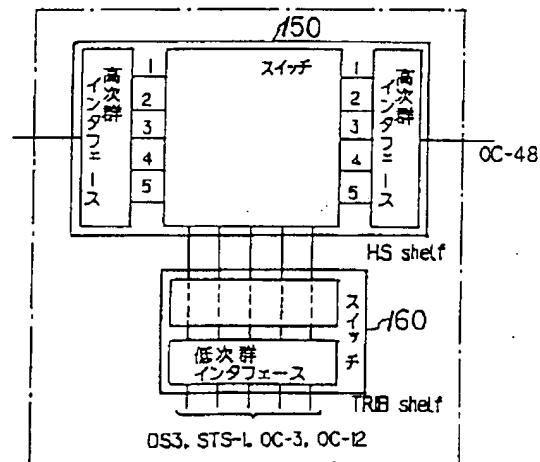 150
高次群
インタフェース
1
2
3
4
5
スイッチ
1
2
3
4
5
高次群
インタフェース
OC-48
HS shelf
スイッチ
160
低次群
インタフェース
TRIB shelf
DS3, STS-1, OC-3, OC-12